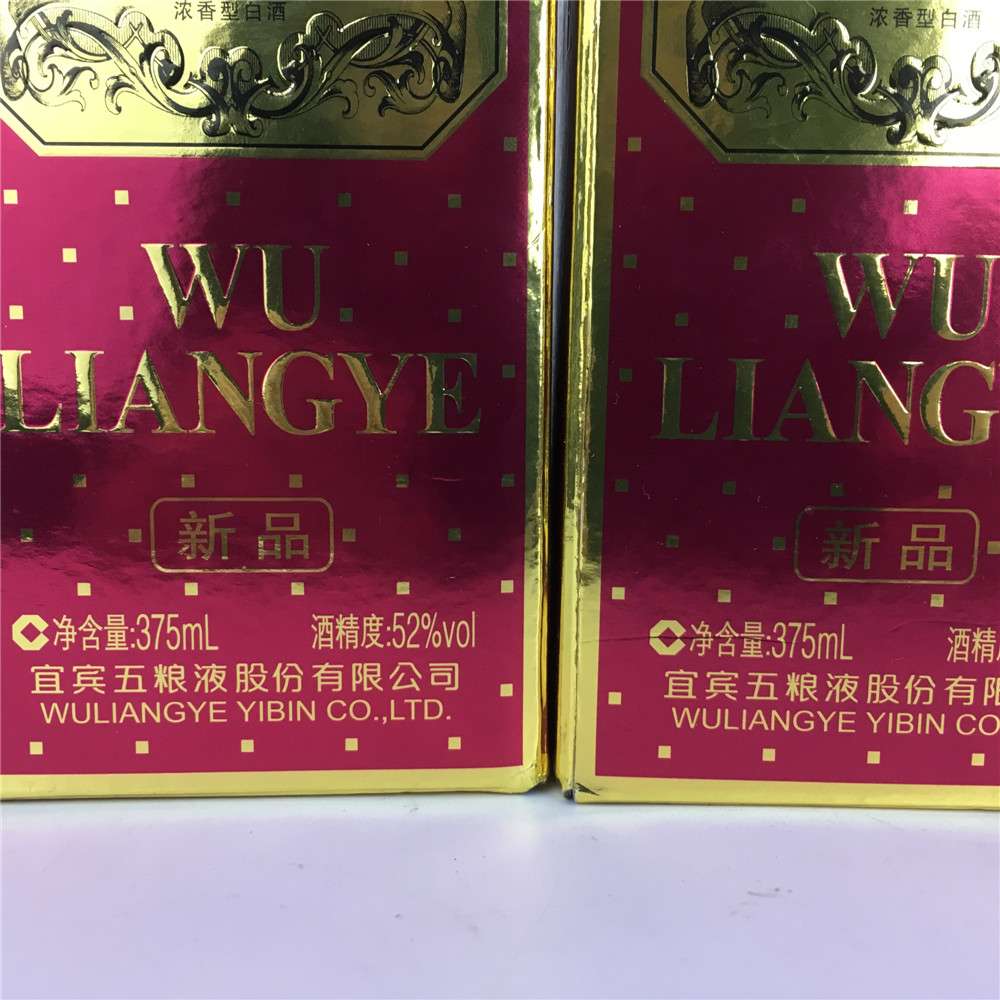 浓香型白酒
WU
LIANGYE
新品
净含量:375mL 酒精度:52%vol
宜宾五粮液股份有限公司
WULIANGYE YIBIN CO.,LTD.
浓香型白酒
WU
LIANG
新品
净含量:375mL 酒精
宜宾五粮液股份有限
WULIANGYE YIBIN CO